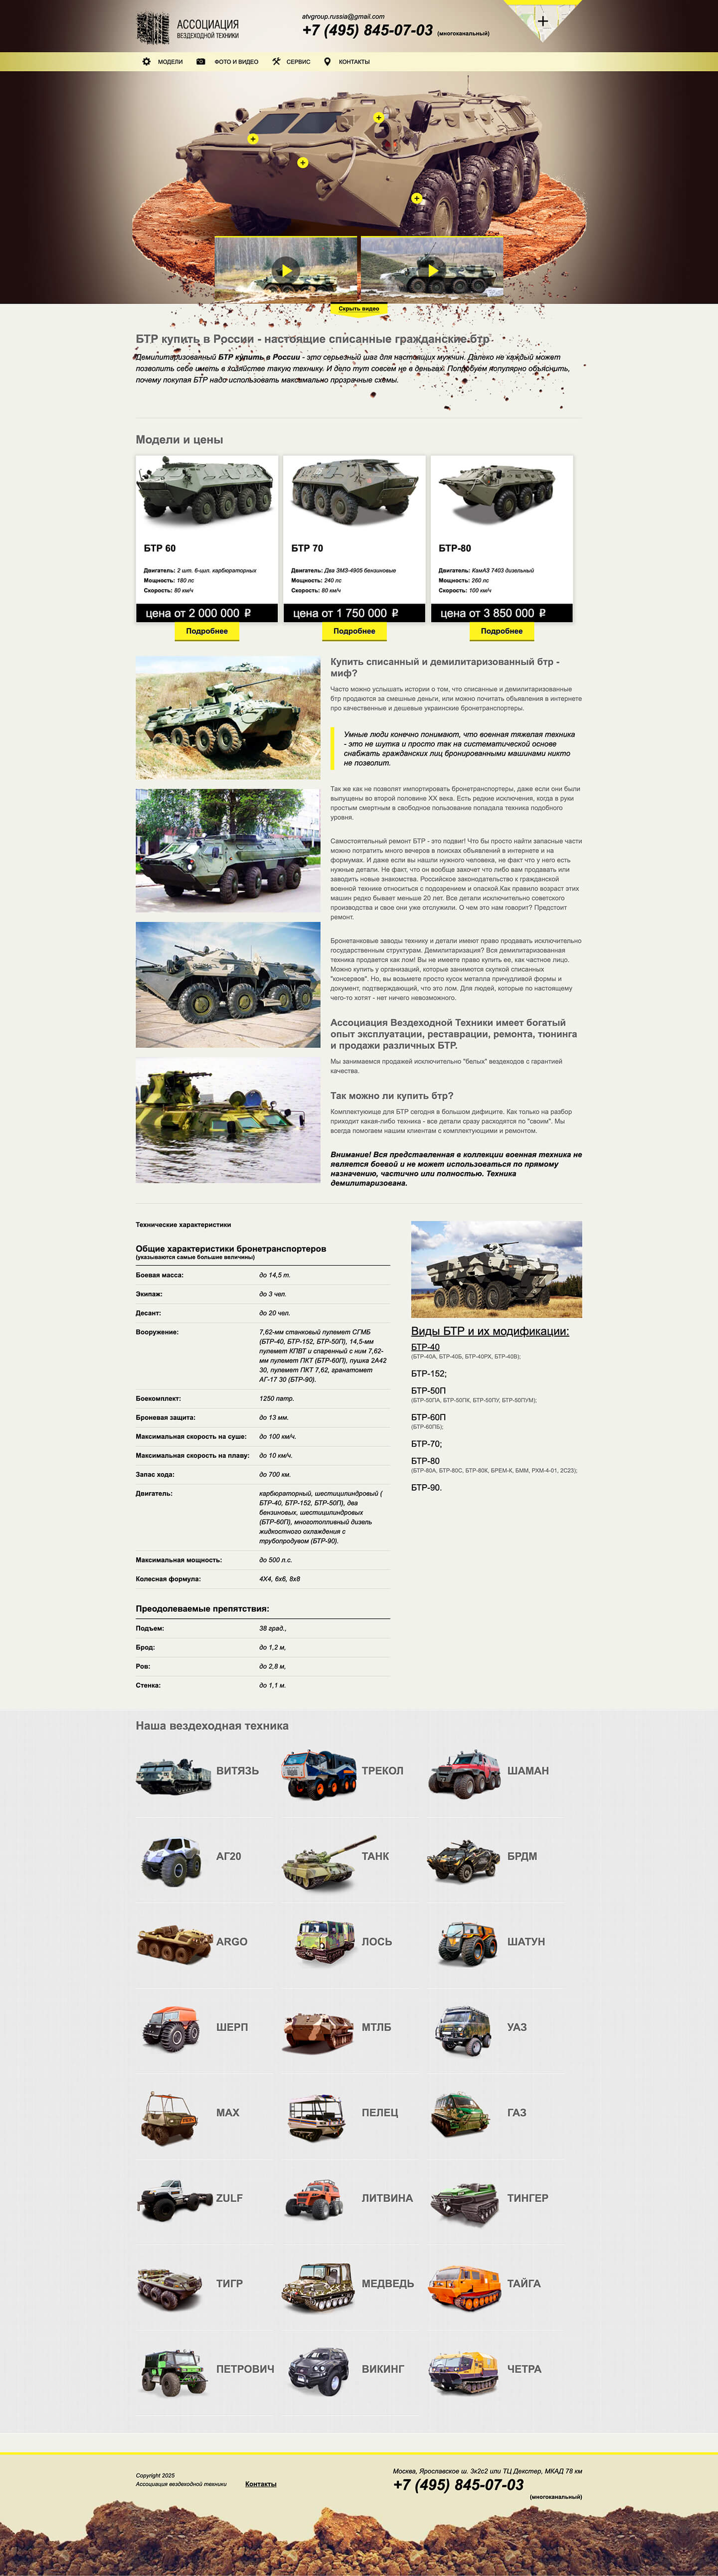 АССОЦИАЦИЯ
ВЕЗДЕХОДНОЙ ТЕХНИКИ
atvgroup.russia@gmail.com
+7 (495) 845-07-03 (многоканальный)
МОДЕЛИ
ФОТО И ВИДЕО
СЕРВИС
КОНТАКТЫ
Скрыть видео
БТР купить в России - настоящие списанные гражданские бтр
Демилитаризованный БТР купить в России - это серьезный шаг для настоящих мужчин. Далеко не каждый может
позволить себе иметь в хозяйстве такую технику. И дело тут совсем не в деньгах. Попробуем популярно объяснить,
почему покупая БТР надо использовать максимально прозрачные схемы.
Модели и цены
БТР 60
Двигатель: 2 шт. 6-цил. карбюраторных
Мощность: 180 лс
Скорость: 80 км/ч
цена от 2 000 000 ₽
Подробнее
БТР 70
Двигатель: Два ЗМЗ-4905 бензиновые
Мощность: 240 лс
Скорость: 80 км/ч
цена от 1 750 000 ₽
Подробнее
БТР-80
Двигатель: КамАЗ 7403 дизельный
Мощность: 260 лс
Скорость: 100 км/ч
цена от 3 850 000 ₽
Подробнее
Купить списанный и демилитаризованный бтр -
миф?
Часто можно услышать истории о том, что списанные и демилитаризованные
бтр продаются за смешные деньги, или можно почитать объявления в интернете
про качественные и дешевые украинские бронетранспортеры.
Умные люди конечно понимают, что военная тяжелая техника
- это не шутка и просто так на систематической основе
снабжать гражданских лиц бронированными машинами никто
не позволит.
Так же как не позволят импортировать бронетранспортеры, даже если они были
выпущены во второй половине ХХ века. Есть редкие исключения, когда в руки
простым смертным в свободное пользование попадала техника подобного
уровня.
Самостоятельный ремонт БТР - это подвиг! Что бы просто найти запасные части
можно потратить много вечеров в поисках объявлений в интернете и на
формумах. И даже если вы нашли нужного человека, не факт что у него есть
нужные детали. Не факт, что он вообще захочет что либо вам продавать или
заводить новые знакомства. Российское законодательство к гражданской
военной технике относиться с подозрением и опаской.Как правило возраст этих
машин редко бывает меньше 20 лет. Все детали исключительно советского
производства и свое они уже отслужили. О чем это нам говорит? Предстоит
ремонт.
Бронетанковые заводы технику и детали имеют право продавать исключительно
государственным структурам. Демилитаризация? Вся демилитаризованная
техника продается как лом! Вы не имеете право купить ее, как частное лицо.
Можно купить у организаций, которые занимются скупкой списанных
"консервов". Но, вы возьмете просто кусок металла причудливой формы и
документ, подтверждающий, что это лом. Для людей, которые по настоящему
чего-то хотят - нет ничего невозможного.
Ассоциация Вездеходной Техники имеет богатый
опыт эксплуатации, реставрации, ремонта, тюнинга
и продажи различных БТР.
Мы занимаемся продажей исключительно "белых" вездеходов с гарантией
качества.
Так можно ли купить бтр?
Комплектующие для БТР сегодня в большом дифиците. Как только на разбор
приходит какая-либо техника - все детали сразу расходятся по "своим". Мы
всегда помогаем нашим клиентам с комплектующими и ремонтом.
Внимание! Вся представленная в коллекции военная техника не
является боевой и не может использоваться по прямому
назначению, частично или полностью. Техника
демилитаризована.
Технические характеристики
Общие характеристики бронетранспортеров
(указываются самые большие величины)
Боевая масса: до 14,5 т.
Экипаж: до 3 чел.
Десант: до 20 чел.
Вооружение: 7,62-мм станковый пулемет СГМБ
(БТР-40, БТР-152, БТР-50П), 14,5-мм
пулемет КПВТ и спаренный с ним 7,62-
мм пулемет ПКТ (БТР-60П), пушка 2А42
30, пулемет ПКТ 7,62, гранатомет
АГ-17 30 (БТР-90).
Боекомплект: 1250 патр.
Броневая защита: до 13 мм.
Максимальная скорость на суше: до 100 км/ч.
Максимальная скорость на плаву: до 10 км/ч.
Запас хода: до 700 км.
Двигатель: карбюраторный, шестицилиндровый (
БТР-40, БТР-152, БТР-50П), два
бензиновых, шестицилиндровых
(БТР-60П), многотопливный дизель
жидкостного охлаждения с
трубопродувом (БТР-90).
Максимальная мощность: до 500 л.с.
Колесная формула: 4Х4, 6х6, 8х8
Преодолеваемые препятствия:
Подъем: 38 град.,
Брод: до 1,2 м,
Ров: до 2,8 м,
Стенка: до 1,1 м.
Виды БТР и их модификации:
БТР-40
(БТР-40А, БТР-40Б, БТР-40РХ, БТР-40В);
БТР-152;
БТР-50П
(БТР-50ПА, БТР-50ПК, БТР-50ПУ, БТР-50ПУМ);
БТР-60П
(БТР-60ПБ);
БТР-70;
БТР-80
(БТР-80А, БТР-80С, БТР-80К, БРЕМ-К, БММ, РХМ-4-01, 2С23);
БТР-90.
Наша вездеходная техника
ВИТЯЗЬ
ТРЕКОЛ
ШАМАН
АГ20
ТАНК
БРДМ
ARGO
ЛОСЬ
ШАТУН
ШЕРП
МТЛБ
УАЗ
MAX
ПЕЛЕЦ
ГАЗ
ZULF
ЛИТВИНА
ТИНГЕР
ТИГР
МЕДВЕДЬ
ТАЙГА
ПЕТРОВИЧ
ВИКИНГ
ЧЕТРА
Copyright 2025
Ассоциация вездеходной техники
Контакты
Москва, Ярославское ш. 3к2с2 или ТЦ Декстер, МКАД 78 км
+7 (495) 845-07-03
(многоканальный)